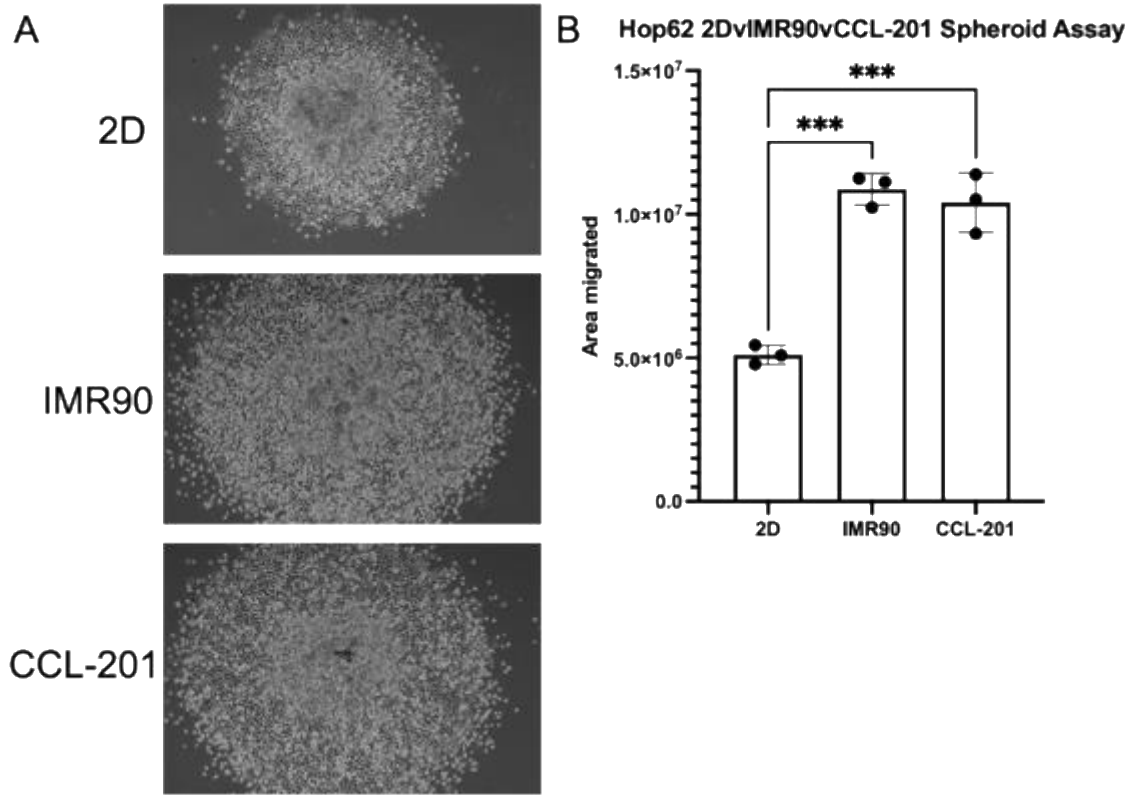 A
2D
IMR90
CCL-201
B
Hop62 2DvIMR90vCCL-201 Spheroid Assay
***
***
1.5×10⁷
1.0×10⁷
5.0×10⁶
0.0
Area migrated
2D
IMR90
CCL-201